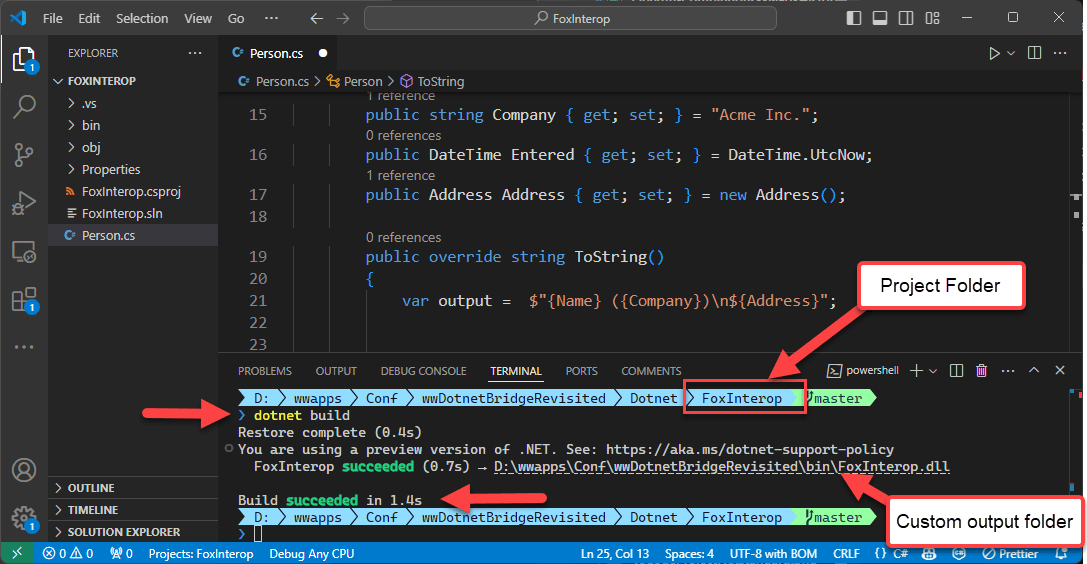 File Edit Selection View Go ··· FoxInterop
EXPLORER ···
1
FOXINTEROP
.vs
bin
obj
Properties
FoxInterop.csproj
FoxInterop.sln
C# Person.cs
1
1
OUTLINE
TIMELINE
SOLUTION EXPLORER
C# Person.cs
C# Person.cs > Person > ToString
1 reference
15 public string Company { get; set; } = "Acme Inc.";
0 references
16 public DateTime Entered { get; set; } = DateTime.UtcNow;
1 reference
17 public Address Address { get; set; } = new Address();
18
0 references
19 public override string ToString()
20 {
21 var output =  $"{Name} ({Company})\n${Address}";
22
23
Project Folder
PROBLEMS OUTPUT DEBUG CONSOLE TERMINAL PORTS COMMENTS powershell
D: wwapps Conf wwDotnetBridgeRevisited Dotnet FoxInterop master
❯ dotnet build
Restore complete (0.4s)
You are using a preview version of .NET. See: https://aka.ms/dotnet-support-policy
FoxInterop succeeded (0.7s) → D:\wwapps\Conf\wwDotnetBridgeRevisited\bin\FoxInterop.dll
Build succeeded in 1.4s
D: wwapps Conf wwDotnetBridgeRevisited Dotnet FoxInterop master
❯
Custom output folder
0 0 0 Projects: FoxInterop Debug Any CPU Ln 25, Col 13 Spaces: 4 UTF-8 with BOM CRLF { } C# Prettier